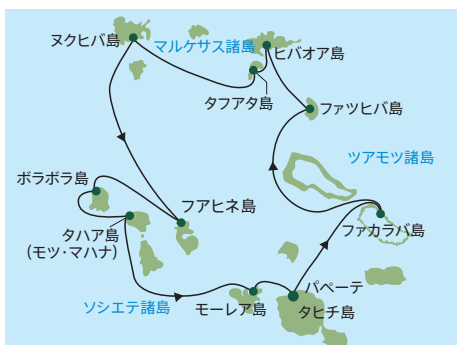 ヌクヒバ島
マルケサス諸島
ヒバオア島
タフアタ島
ファツヒバ島
ツアモツ諸島
ボラボラ島
フアヒネ島
タハア島
(モツ・マハナ)
ファカラバ島
ソシエテ諸島
モーレア島
パペーテ
タヒチ島